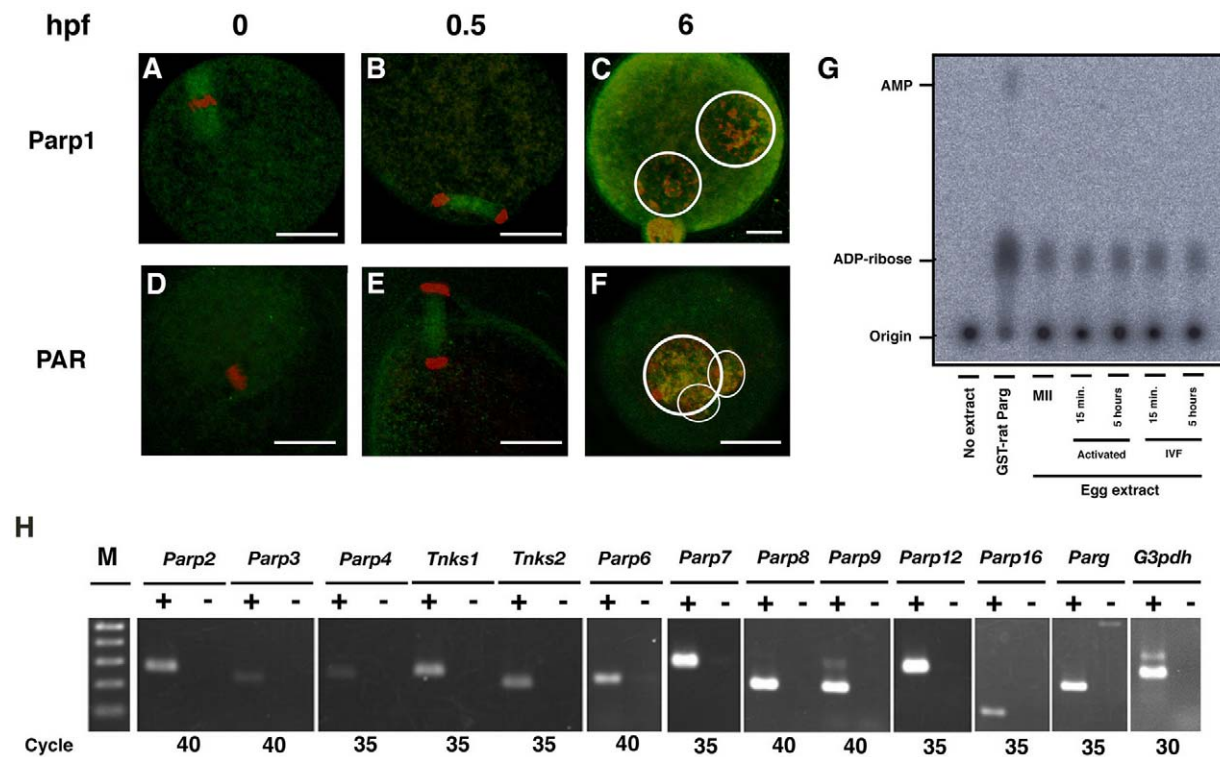 hpf 0 0.5 6
A B C
Parp1
D E F
PAR
G
AMP
ADP-ribose
Origin
No extract
GST-rat Parg
MII
15 min.
5 hours
15 min.
5 hours
Activated IVF
Egg extract
H
M Parp2 Parp3 Parp4 Tnks1 Tnks2 Parp6 Parp7 Parp8 Parp9 Parp12 Parp16 Parg G3pdh
+ - + - + - + - + - + - + - + - + - + - + - + - + -
Cycle 40 40 35 35 35 40 35 40 40 35 35 35 30